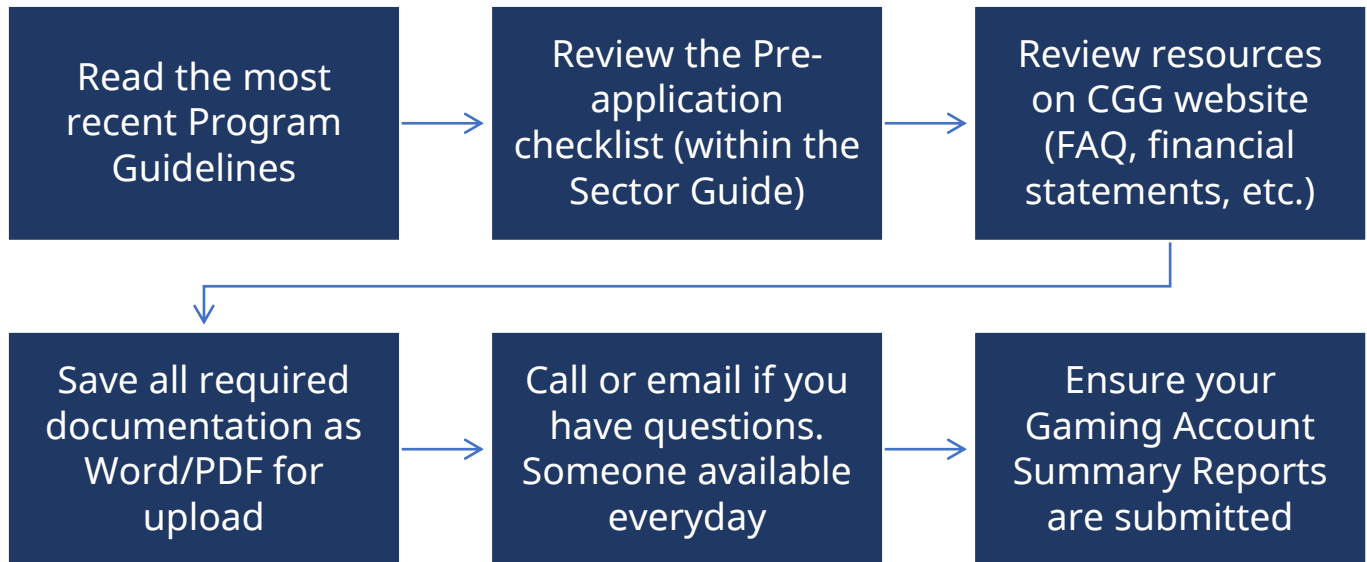 Read the most
recent Program
Guidelines
Review the Pre-
application
checklist (within the
Sector Guide)
Review resources
on CGG website
(FAQ, financial
statements, etc.)
Save all required
documentation as
Word/PDF for
upload
Call or email if you
have questions.
Someone available
everyday
Ensure your
Gaming Account
Summary Reports
are submitted